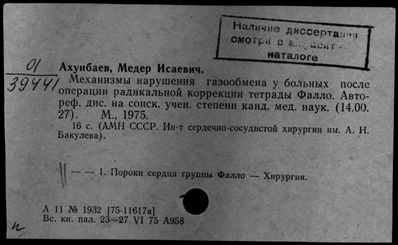 Наличие диссертации
смотри в
каталоге
01
39441
Ахунбаев, Медер Исаевич.
Механизмы нарушения газообмена у больных после
операции радикальной коррекции тетрады Фалло. Авто-
реф. дис. на соиск. учен. степени канд. мед. наук. (14.00.
27). М., 1975.
16 с. (АМН СССР. Ин-т сердечно-сосудистой хирургии им. А. Н.
Бакулева).
— — 1. Пороки сердца группы Фалло — Хирургия.
А 11 № 1932 [75-11617а]
Вс. кн. пал. 23—27 VI 75 А958